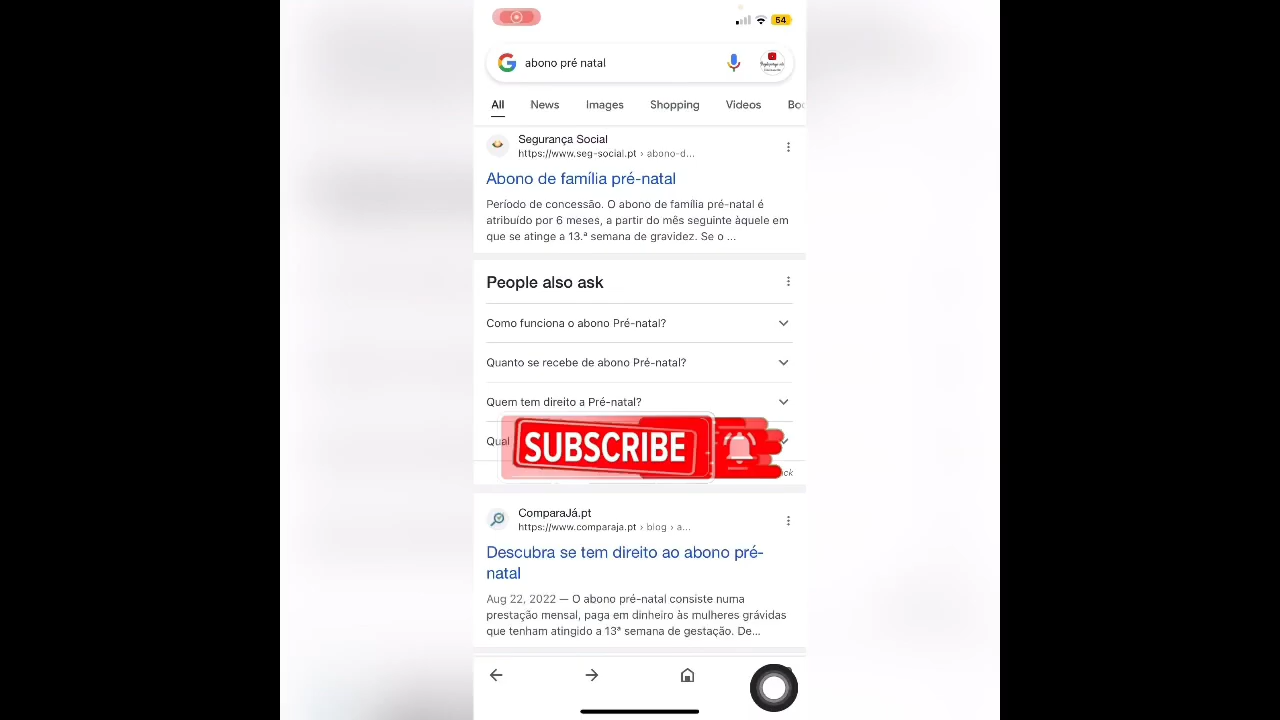 54
abono pré natal
All News Images Shopping Videos Boo
Segurança Social
https://www.seg-social.pt › abono-d...
Abono de família pré-natal
Período de concessão. O abono de família pré-natal é
atribuído por 6 meses, a partir do mês seguinte àquele em
que se atinge a 13.ª semana de gravidez. Se o ...
People also ask
Como funciona o abono Pré-natal?
Quanto se recebe de abono Pré-natal?
Quem tem direito a Pré-natal?
Qual
SUBSCRIBE
ck
ComparaJá.pt
https://www.comparaja.pt › blog › a...
Descubra se tem direito ao abono pré-
natal
Aug 22, 2022 — O abono pré-natal consiste numa
prestação mensal, paga em dinheiro às mulheres grávidas
que tenham atingido a 13ª semana de gestação. De...